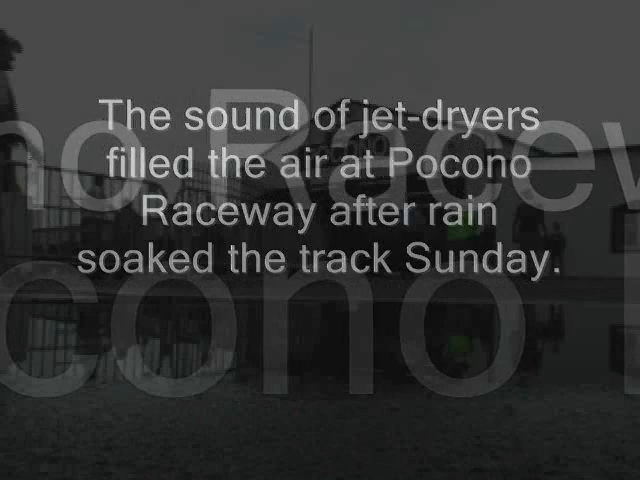 The sound of jet-dryers
filled the air at Pocono
Raceway after rain
soaked the track Sunday.